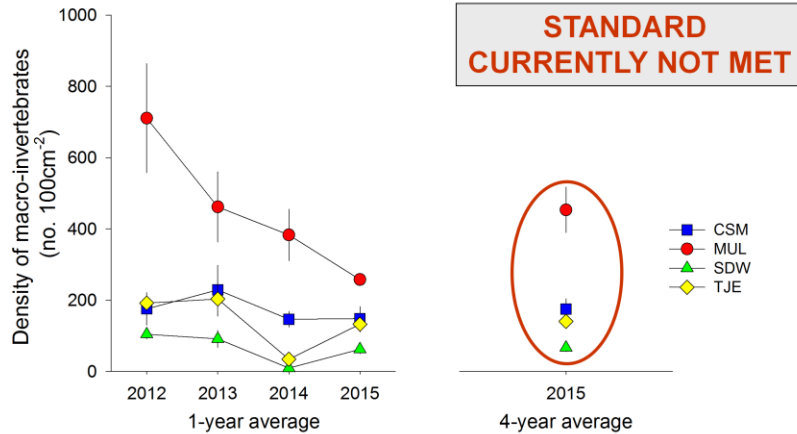 STANDARD
CURRENTLY NOT MET
Density of macro-invertebrates
(no. 100cm-2)
1000
800
600
400
200
0
2012 2013 2014 2015
1-year average
2015
4-year average
CSM
MUL
SDW
TJE